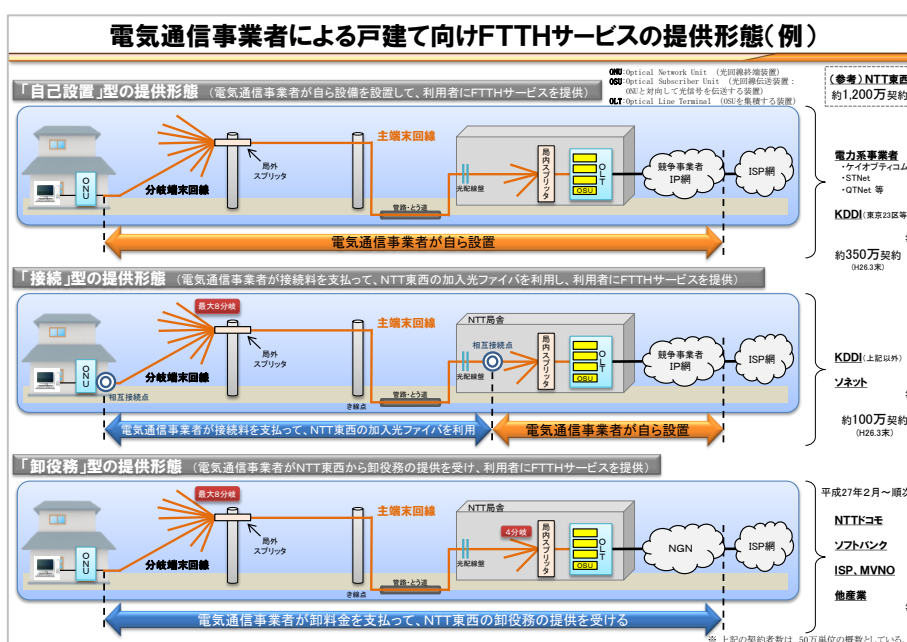 電気通信事業者による戸建て向けFTTHサービスの提供形態(例)
ONU:Optical Network Unit (光回線終端装置)
OSU:Optical Subscriber Unit (光回線伝送装置:
ONUと対向して光信号を伝送する装置)
OLT:Optical Line Terminal (OSUを集積する装置)
(参考)NTT東西
約1,200万契約
「自己設置」型の提供形態 (電気通信事業者が自ら設備を設置して、利用者にFTTHサービスを提供)
主端末回線
局外
スプリッタ
分岐端末回線
ONU
管路・とう道
光配線盤
局内スプリッタ
OLT
OSU
競争事業者
IP網
ISP網
電気通信事業者が自ら設置
電力系事業者
・ケイオプティコム
・STNet
・QTNet 等
KDDI(東京23区等
約350万契約
(H26.3末)
「接続」型の提供形態 (電気通信事業者が接続料を支払って、NTT東西の加入光ファイバを利用し、利用者にFTTHサービスを提供)
最大8分岐
主端末回線
NTT局舎
局外
スプリッタ
分岐端末回線
ONU
相互接続点
き線点
管路・とう道
相互接続点
光配線盤
局内スプリッタ
OLT
OSU
競争事業者
IP網
ISP網
電気通信事業者が接続料を支払って、NTT東西の加入光ファイバを利用
電気通信事業者が自ら設置
KDDI(上記以外)
ソネット
約100万契約
(H26.3末)
「卸役務」型の提供形態 (電気通信事業者がNTT東西から卸役務の提供を受け、利用者にFTTHサービスを提供)
最大8分岐
主端末回線
NTT局舎
局外
スプリッタ
分岐端末回線
ONU
き線点
管路・とう道
4分岐
光配線盤
局内スプリッタ
OLT
OSU
NGN
ISP網
電気通信事業者が卸料金を支払って、NTT東西の卸役務の提供を受ける
平成27年2月~順次
NTTドコモ
ソフトバンク
ISP、MVNO
他産業
※ 上記の契約者数は、50万単位の概数としている。